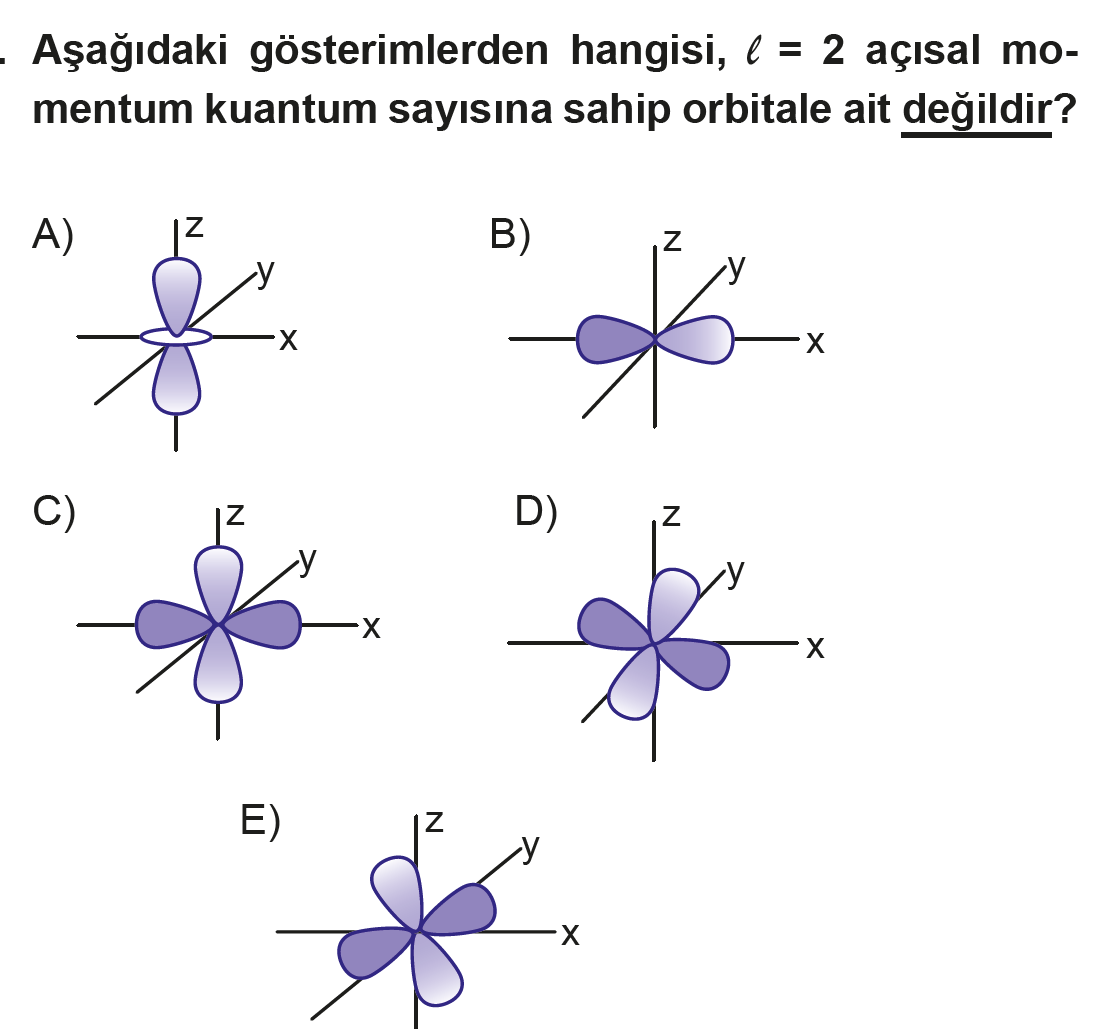 . Aşağıdaki gösterimlerden hangisi, ℓ = 2 açısal mo-
mentum kuantum sayısına sahip orbitale ait değildir?
A)
z
y
x
B)
z
y
x
C)
z
y
x
D)
z
y
x
E)
z
y
x